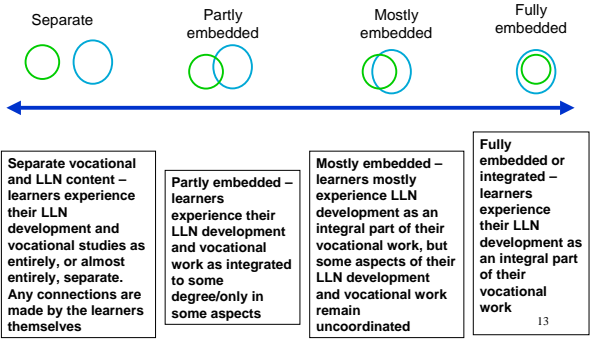 Separate
Partly
embedded
Mostly
embedded
Fully
embedded
Separate vocational
and LLN content –
learners experience
their LLN
development and
vocational studies as
entirely, or almost
entirely, separate.
Any connections are
made by the learners
themselves
Partly embedded –
learners
experience their
LLN development
and vocational
work as integrated
to some
degree/only in
some aspects
Mostly embedded –
learners mostly
experience LLN
development as an
integral part of their
vocational work, but
some aspects of their
LLN development
and vocational work
remain
uncoordinated
Fully
embedded or
integrated –
learners
experience
their LLN
development as
an integral part
of their
vocational
work
13